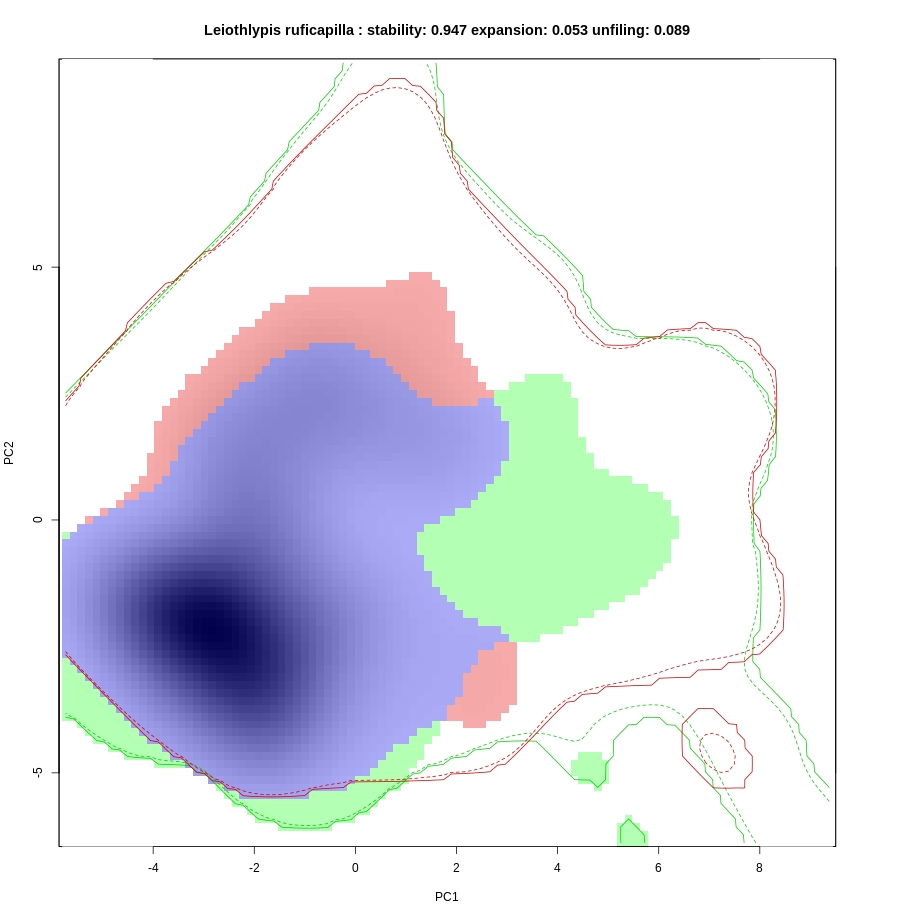 Leiothlypis ruficapilla : stability: 0.947 expansion: 0.053 unfiling: 0.089
5
0
-5
PC2
-4 -2 0 2 4 6 8
PC1